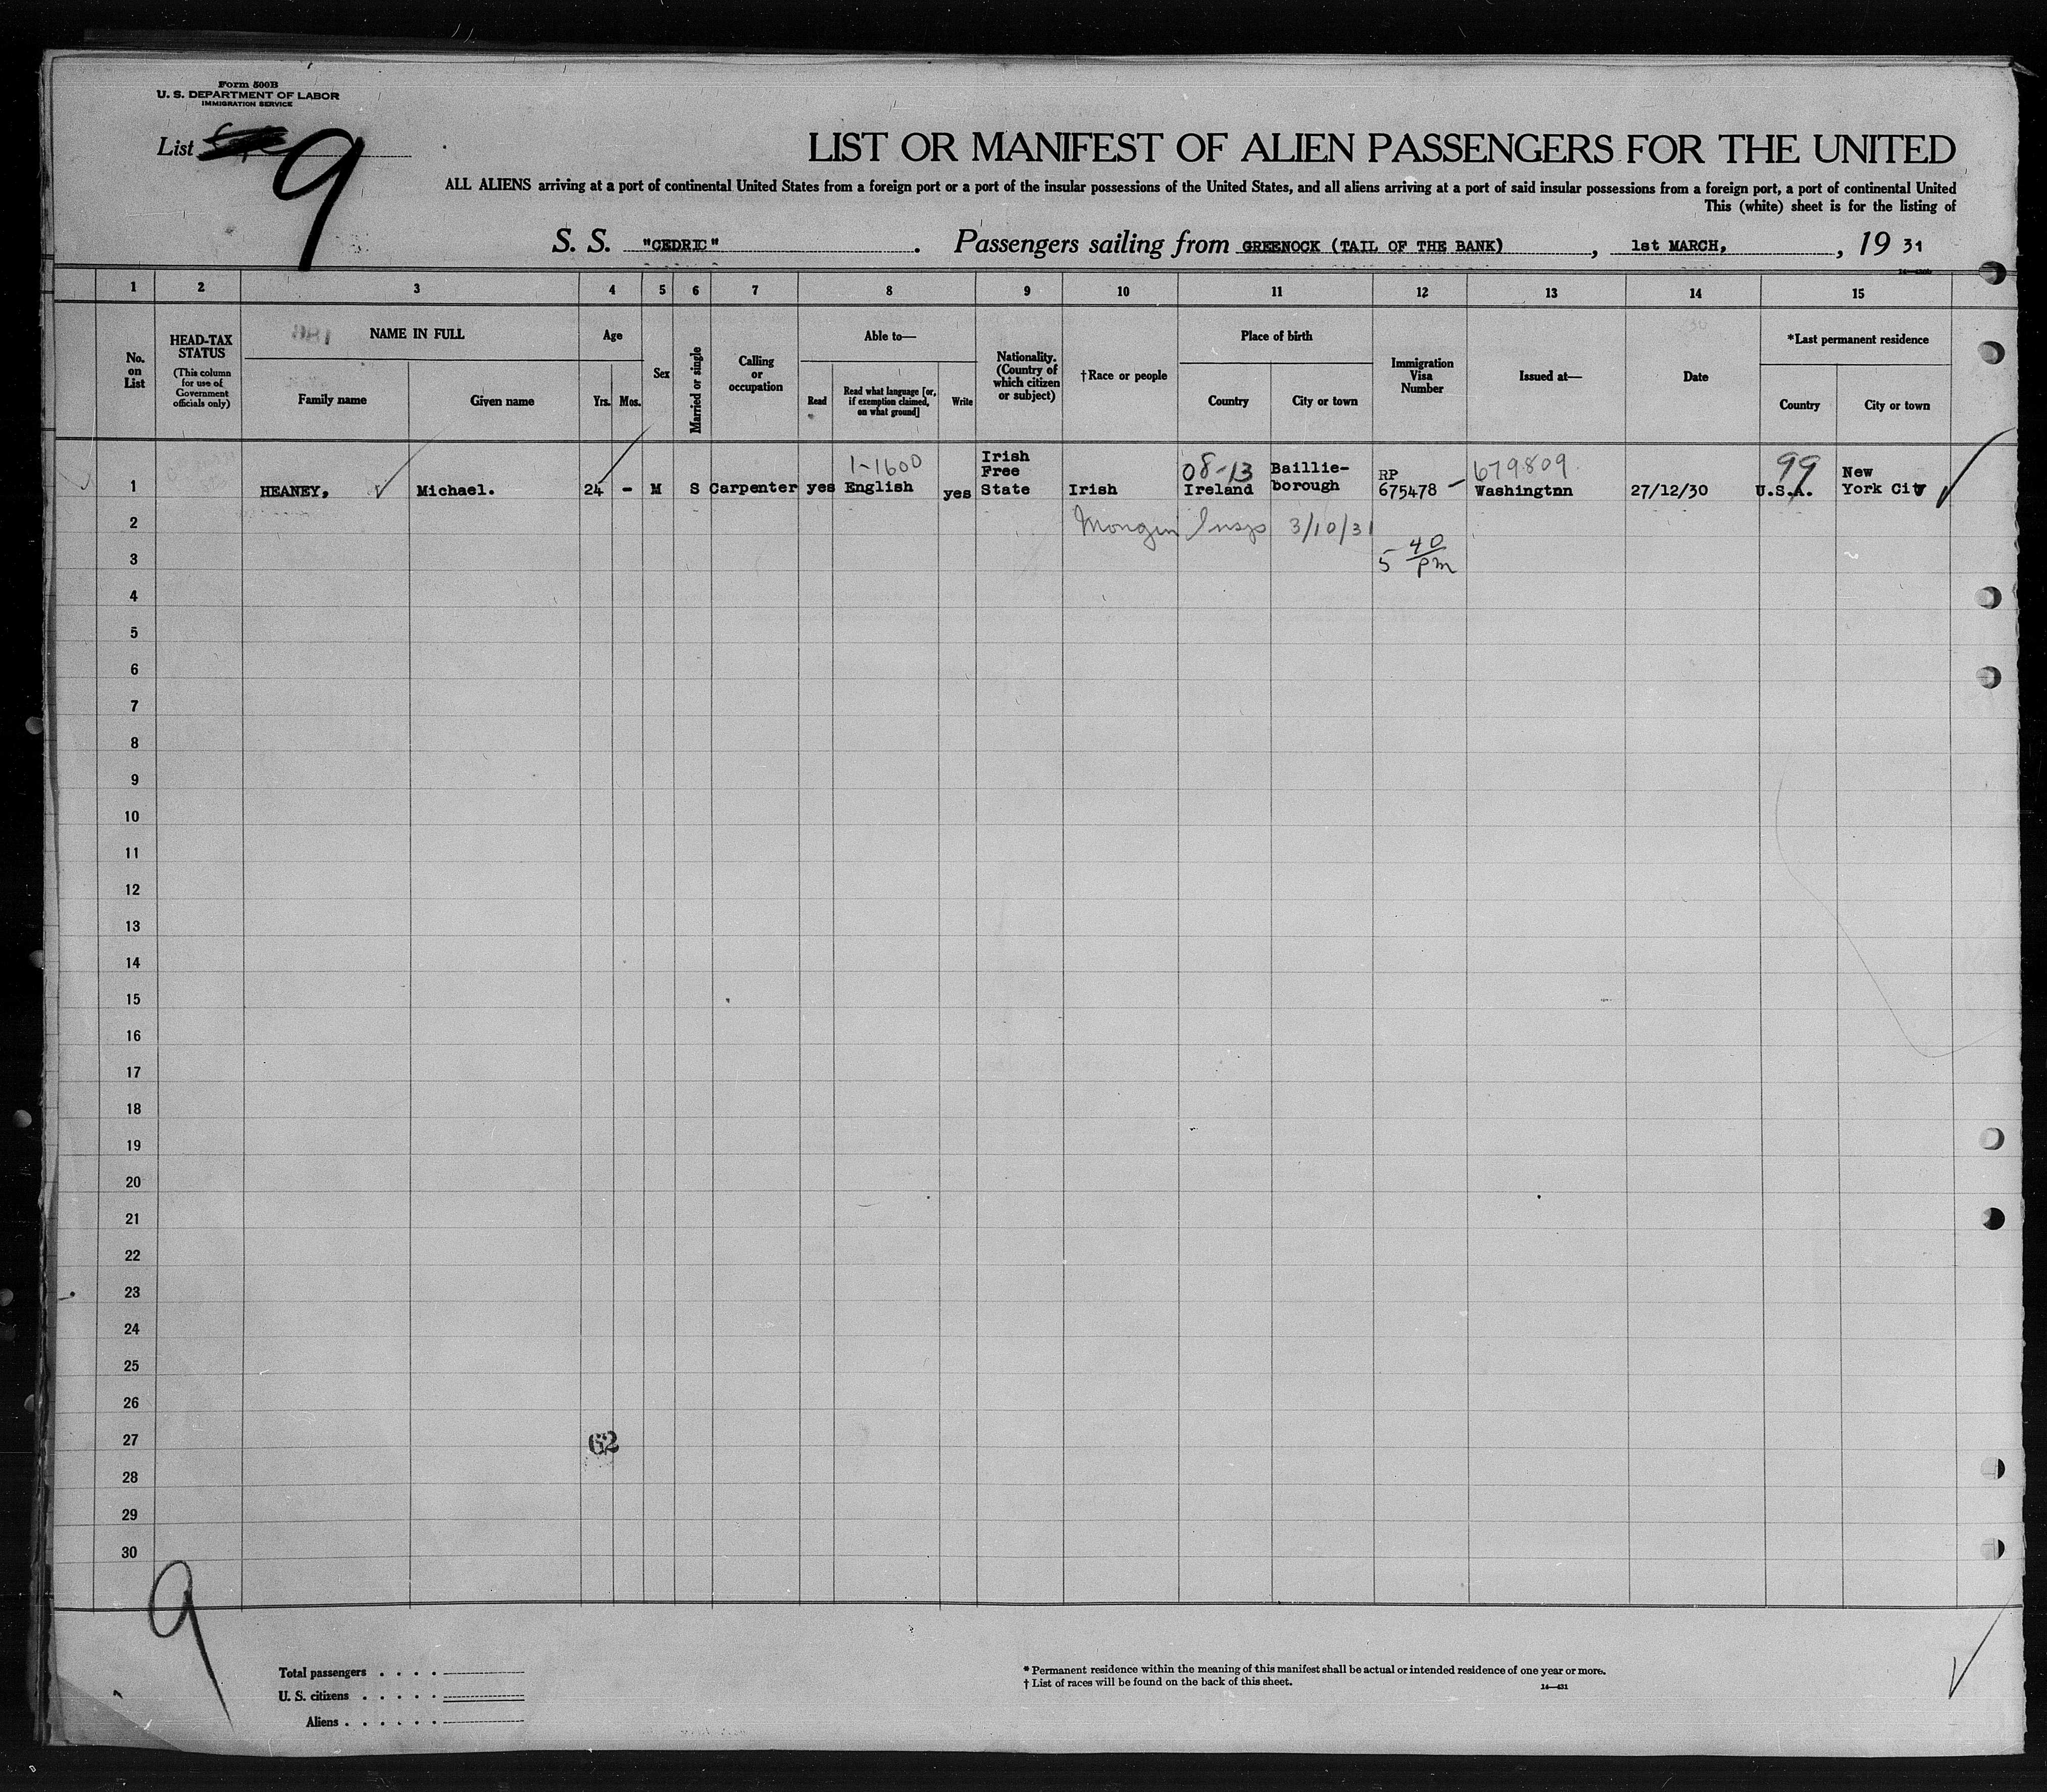 Form 500B
U. S. DEPARTMENT OF LABOR
IMMIGRATION SERVICE
List 9
LIST OR MANIFEST OF ALIEN PASSENGERS FOR THE UNITED
ALL ALIENS arriving at a port of continental United States from a foreign port or a port of the insular possessions of the United States, and all aliens arriving at a port of said insular possessions from a foreign port, a port of continental United
This (white) sheet is for the listing of
S. S. "CEDRIC". Passengers sailing from GREENOCK (TAIL OF THE BANK), 1st MARCH, , 19 31
1 2 3 4 5 6 7 8 9 10 11 12 13 14 15
No. on List
HEAD-TAX STATUS
(This column for use of Government officials only)
NAME IN FULL
Family name
Given name
Age
Yrs. Mos.
Sex
Married or single
Calling or occupation
Able to—
Read
Read what language [or, if exemption claimed, on what ground]
Write
Nationality. (Country of which citizen or subject)
†Race or people
Place of birth
Country
City or town
Immigration Visa Number
Issued at—
Date
*Last permanent residence
Country
City or town
1-1600 08-13 679809 99
1 HEANEY, Michael. 24 - M S Carpenter yes English yes Irish Free State Irish Ireland Baillie-borough RP 675478 - Washingtnn 27/12/30 U.S.A. New York City
2 Insp 3/10/31
3 5 40 pm
4
5
6
7
8
9
10
11
12
13
14
15
16
17
18
19
20
21
22
23
24
25
26
27 62
28
29
30
9
Total passengers . . . .
U. S. citizens . . . . .
Aliens . . . . . .
* Permanent residence within the meaning of this manifest shall be actual or intended residence of one year or more.
† List of races will be found on the back of this sheet.
14—431